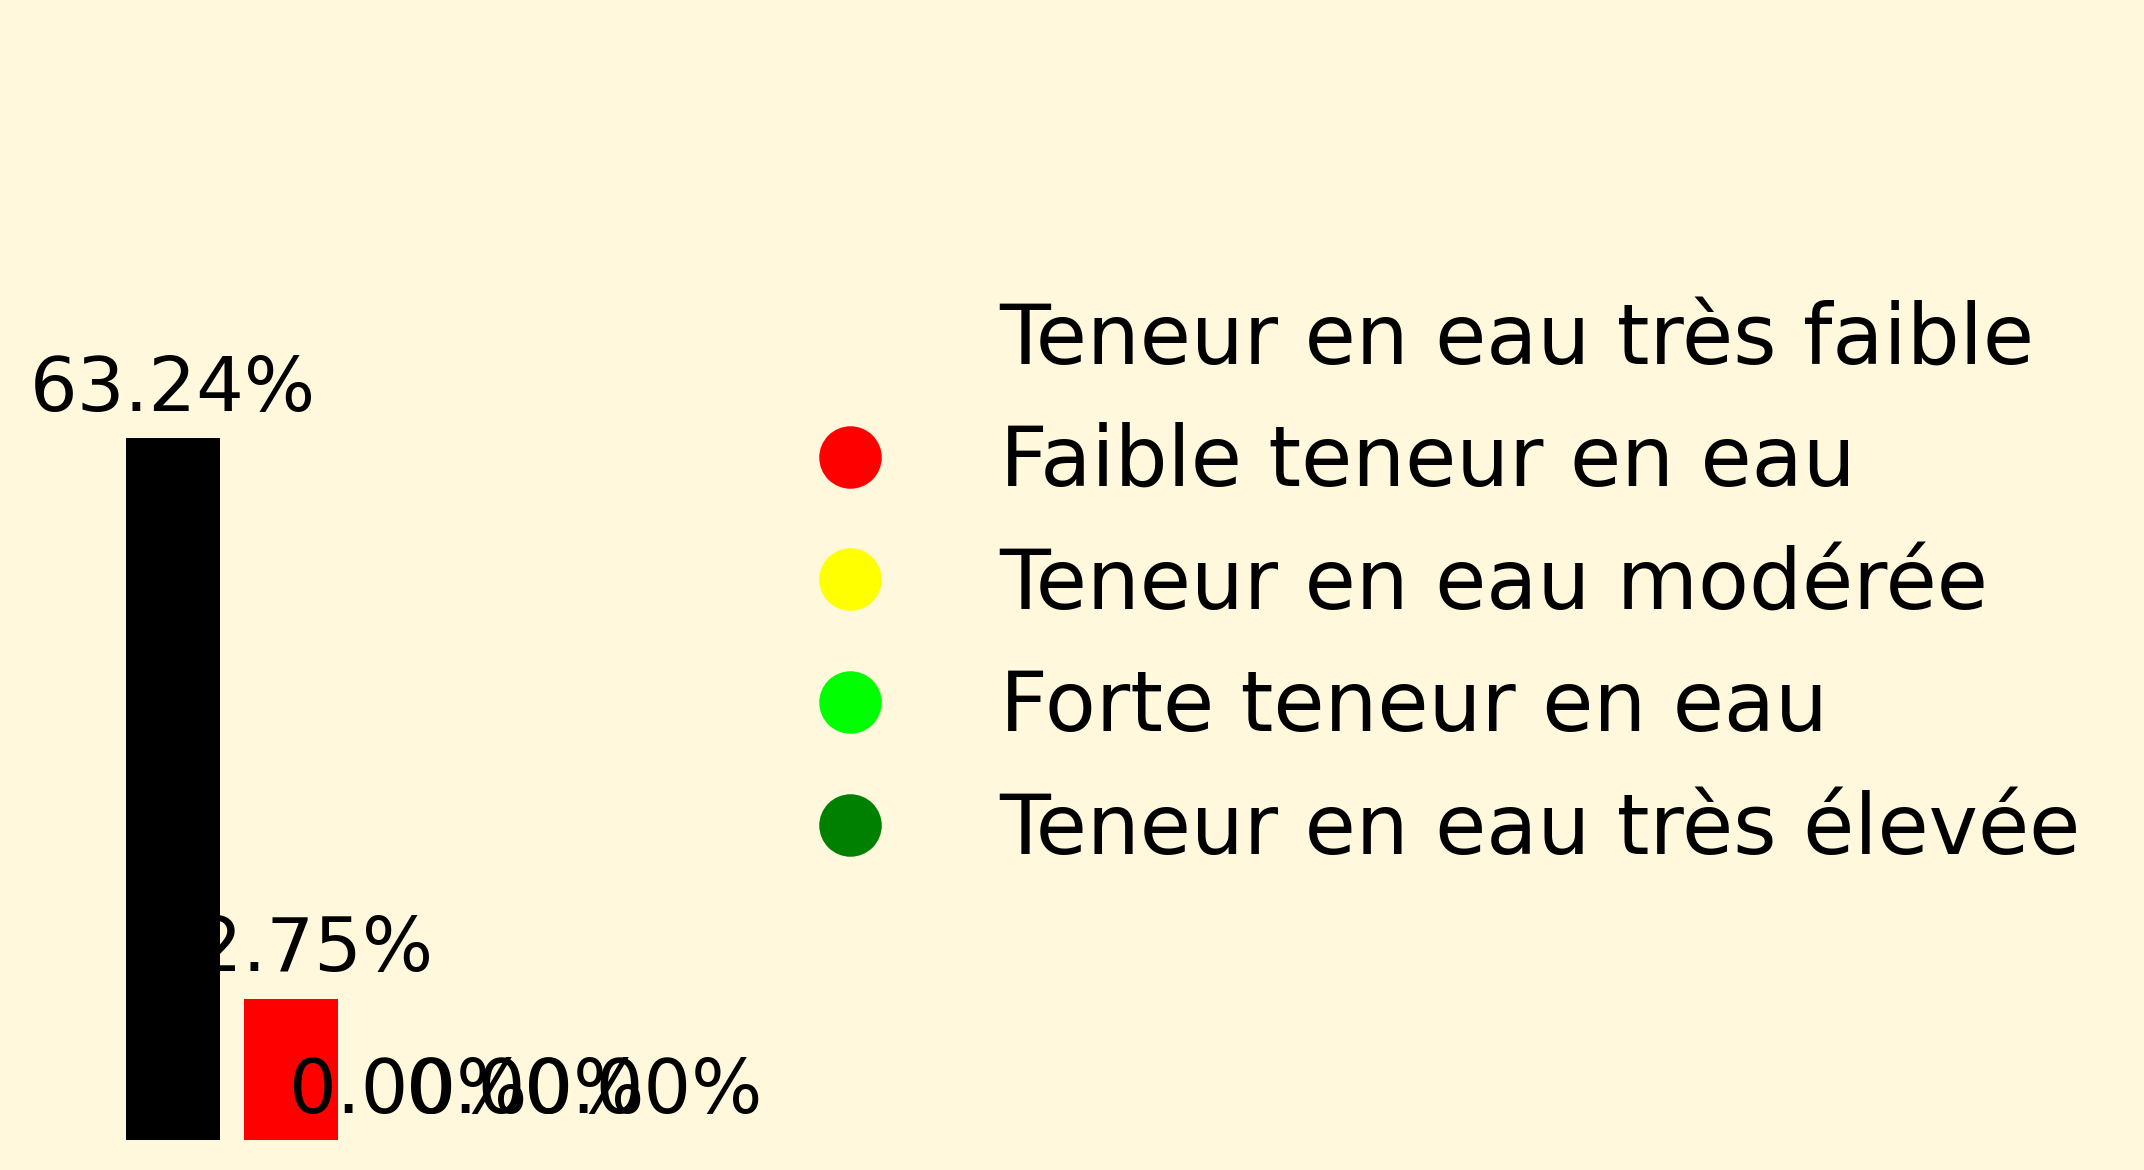 63.24%
2.75%
0.00%
0.00%
0.00%
Teneur en eau très faible
Faible teneur en eau
Teneur en eau modérée
Forte teneur en eau
Teneur en eau très élevée